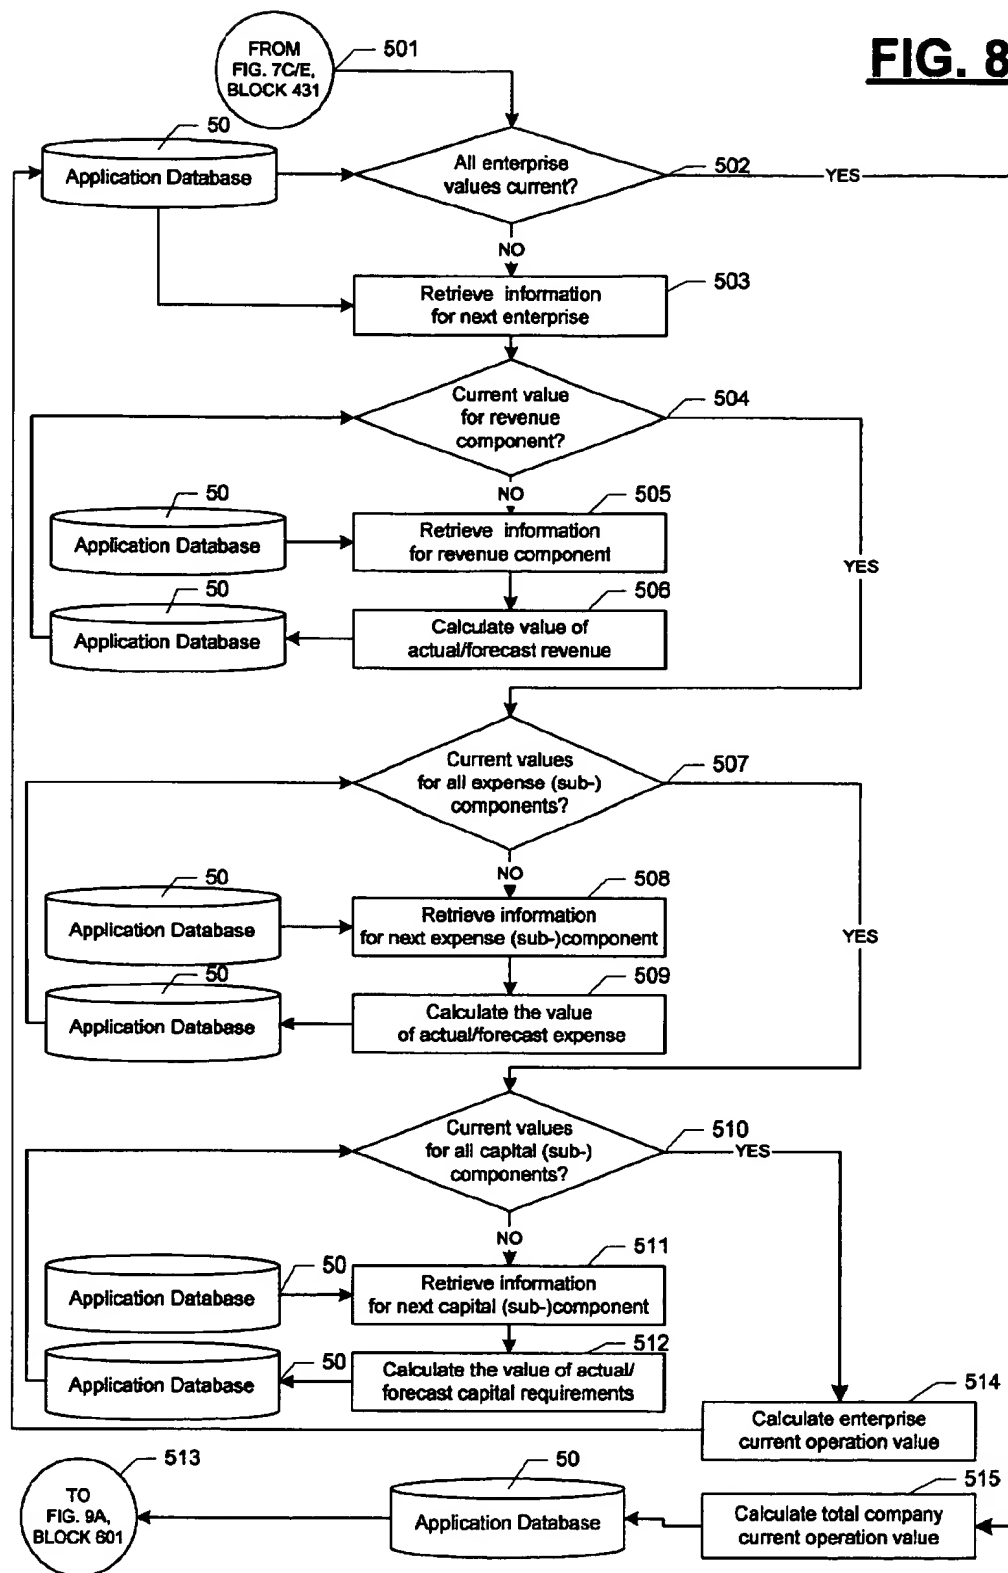 FIG. 8
FROM
FIG. 7C/E,
BLOCK 431
501
50
Application Database
All enterprise
values current?
502
YES
NO
503
Retrieve information
for next enterprise
Current value
for revenue
component?
504
YES
NO
505
50
Application Database
Retrieve information
for revenue component
506
50
Application Database
Calculate value of
actual/forecast revenue
Current values
for all expense (sub-)
components?
507
YES
NO
508
50
Application Database
Retrieve information
for next expense (sub-)component
509
50
Application Database
Calculate the value
of actual/forecast expense
Current values
for all capital (sub-)
components?
510
YES
NO
511
50
Application Database
Retrieve information
for next capital (sub-)component
512
50
Application Database
Calculate the value of actual/
forecast capital requirements
514
Calculate enterprise
current operation value
513
TO
FIG. 9A,
BLOCK 601
50
Application Database
515
Calculate total company
current operation value